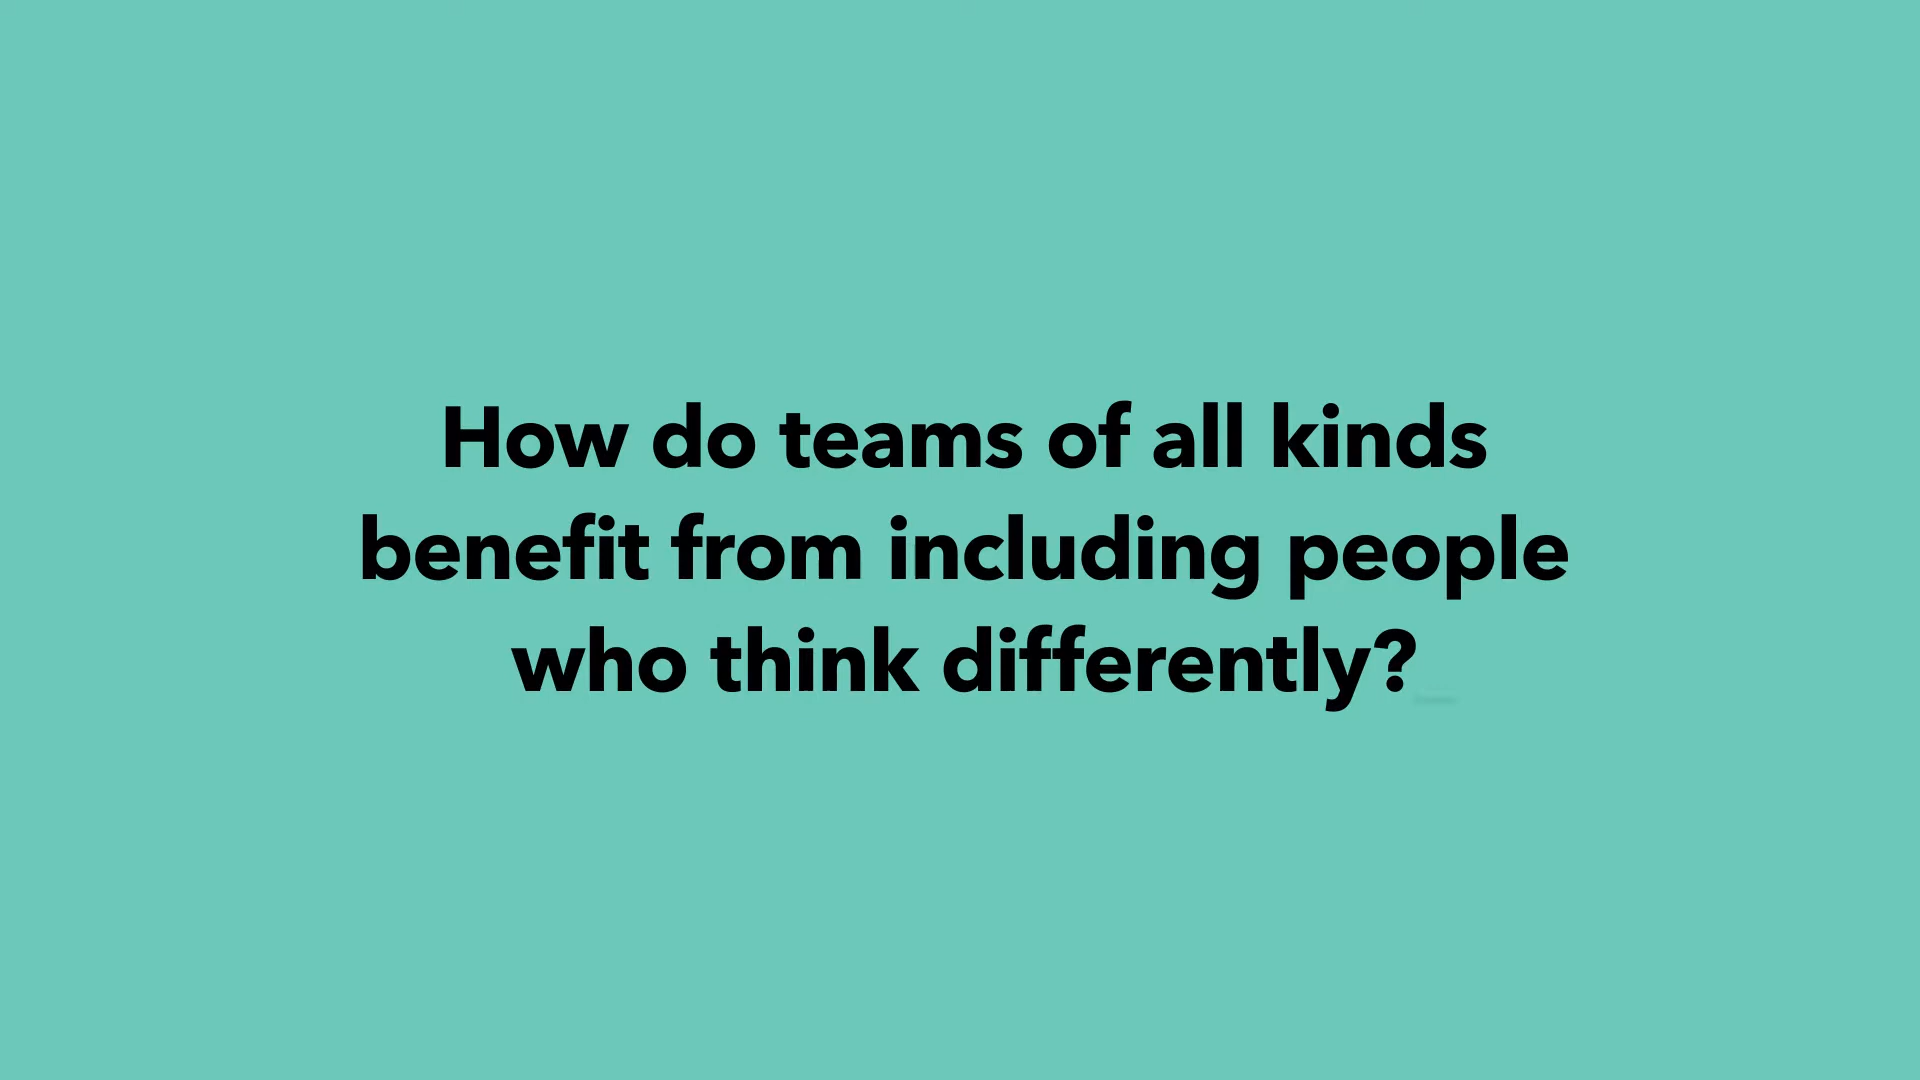 How do teams of all kinds
benefit from including people
who think differently?